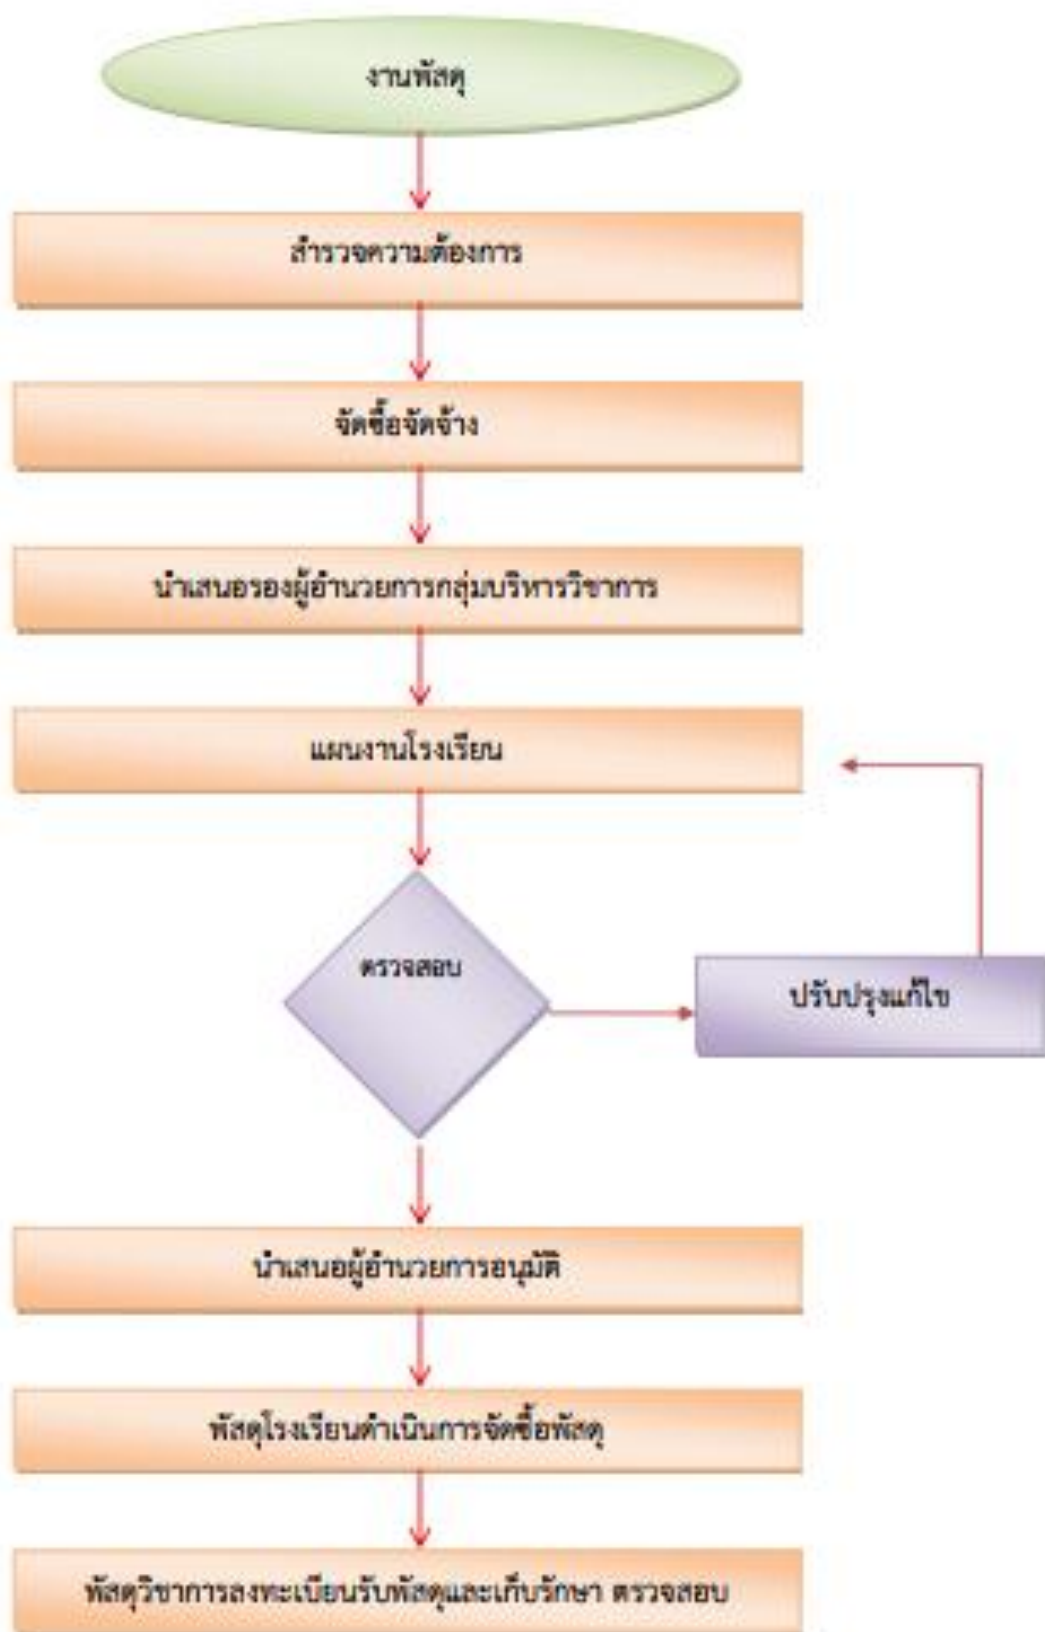 งานพัสดุ
สำรวจความต้องการ
จัดซื้อจัดจ้าง
นำเสนอรองผู้อำนวยการกลุ่มบริหารวิชาการ
แผนงานโรงเรียน
ตรวจสอบ
ปรับปรุงแก้ไข
นำเสนอผู้อำนวยการอนุมัติ
พัสดุโรงเรียนดำเนินการจัดซื้อพัสดุ
พัสดุวิชาการลงทะเบียนรับพัสดุและเก็บรักษา ตรวจสอบ